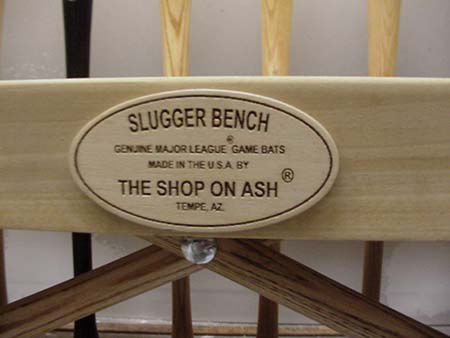 SLUGGER BENCH
GENUINE MAJOR LEAGUE ® GAME BATS
MADE IN THE U.S.A. BY
THE SHOP ON ASH ®
TEMPE, AZ.